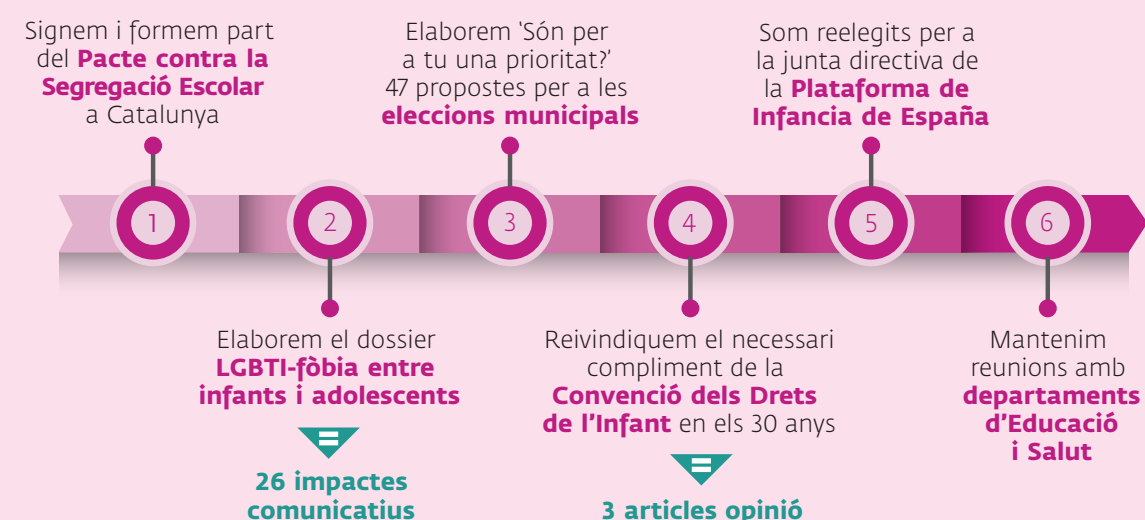 Signem i formem part
del Pacte contra la
Segregació Escolar
a Catalunya
Elaborem ‘Són per
a tu una prioritat?’
47 propostes per a les
eleccions municipals
Som reelegits per a
la junta directiva de
la Plataforma de
Infancia de España
1
2
3
4
5
6
Elaborem el dossier
LGBTI-fòbia entre
infants i adolescents
=
26 impactes
comunicatius
Reivindiquem el necessari
compliment de la
Convenció dels Drets
de l’Infant en els 30 anys
=
3 articles opinió
Mantenim
reunions amb
departaments
d’Educació
i Salut